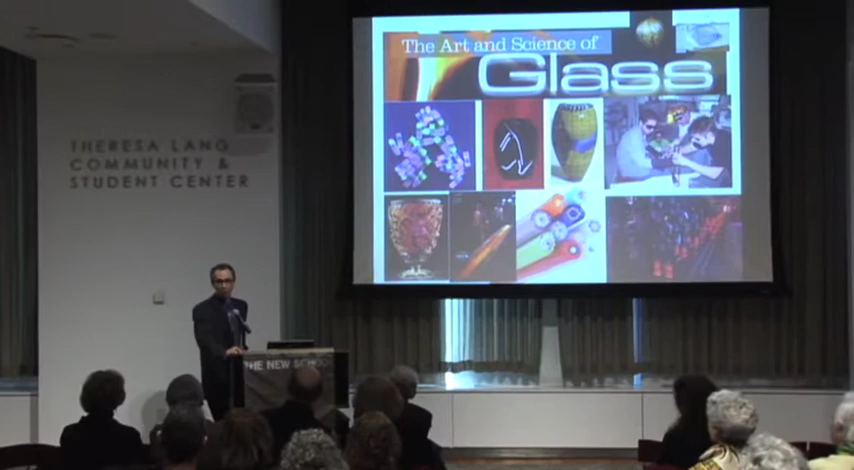 The Art and Science of
Glass
THERESA LANG
COMMUNITY &
STUDENT CENTER
THE NEW SCHOOL